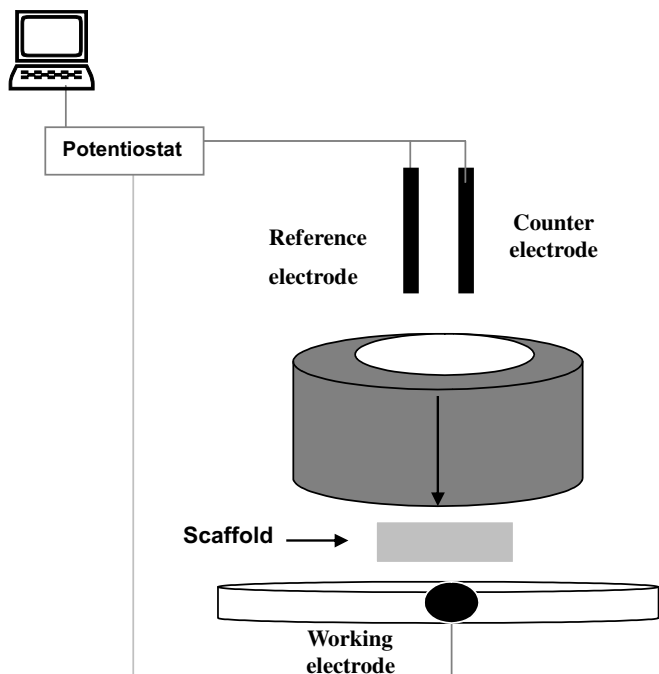 Potentiostat
Reference
electrode
Counter
electrode
Scaffold
Working
electrode